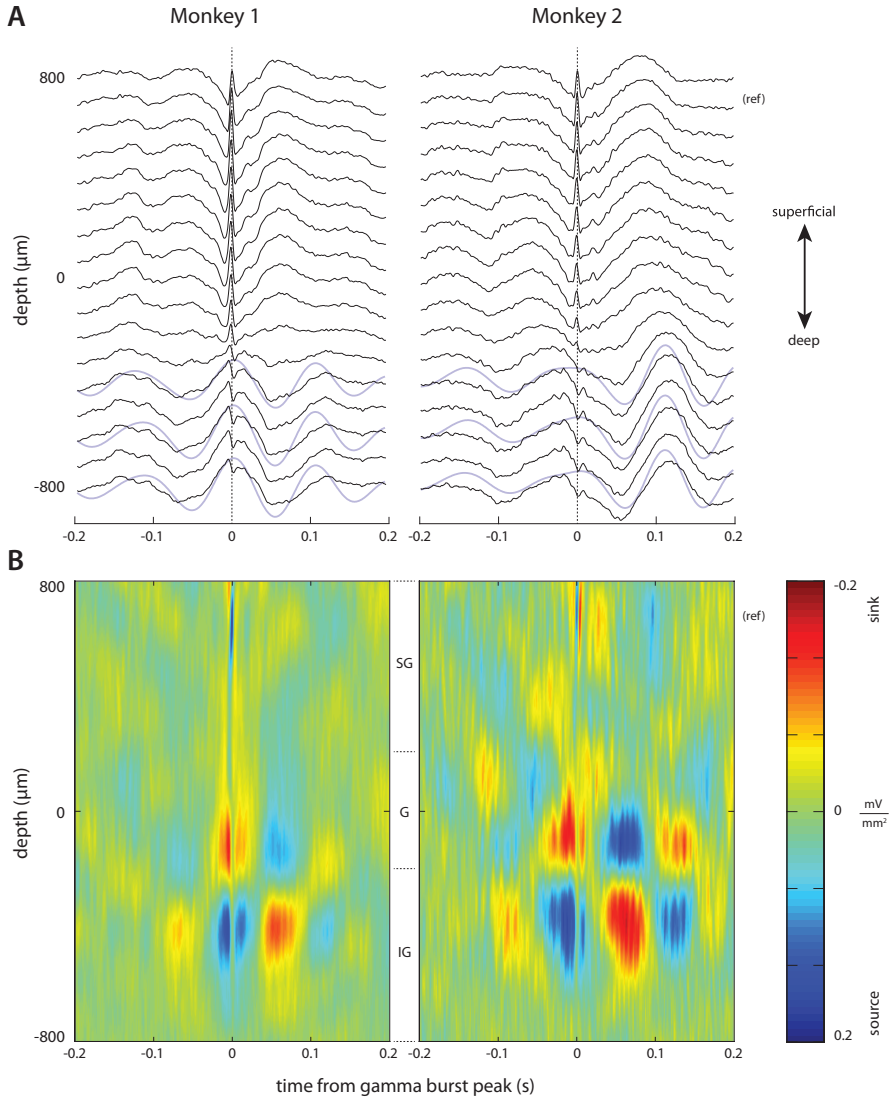 A
Monkey 1
Monkey 2
800
(ref)
superficial
depth (μm)
0
deep
-800
-0.2
-0.1
0
0.1
0.2
-0.2
-0.1
0
0.1
0.2
B
800
-0.2
(ref)
sink
SG
depth (μm)
0
G
0
mV
mm²
IG
source
-800
0.2
-0.2
-0.1
0
0.1
0.2
-0.2
-0.1
0
0.1
0.2
time from gamma burst peak (s)